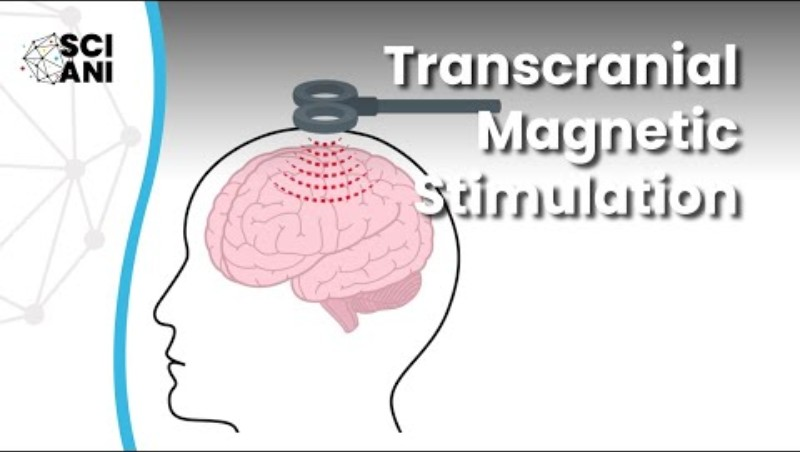 SCI
ANI
Transcranial
Magnetic
Stimulation